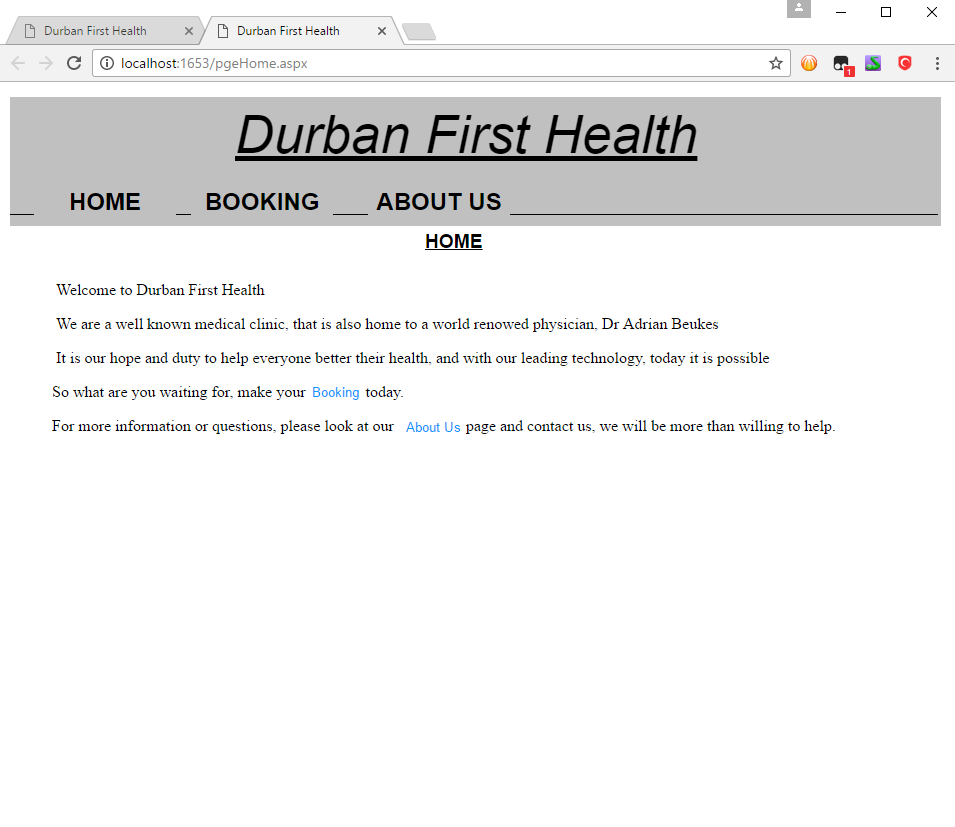 Durban First Health
Durban First Health
localhost:1653/pgeHome.aspx
1
Durban First Health
HOME BOOKING ABOUT US
HOME
Welcome to Durban First Health
We are a well known medical clinic, that is also home to a world renowed physician, Dr Adrian Beukes
It is our hope and duty to help everyone better their health, and with our leading technology, today it is possible
So what are you waiting for, make your Booking today.
For more information or questions, please look at our About Us page and contact us, we will be more than willing to help.